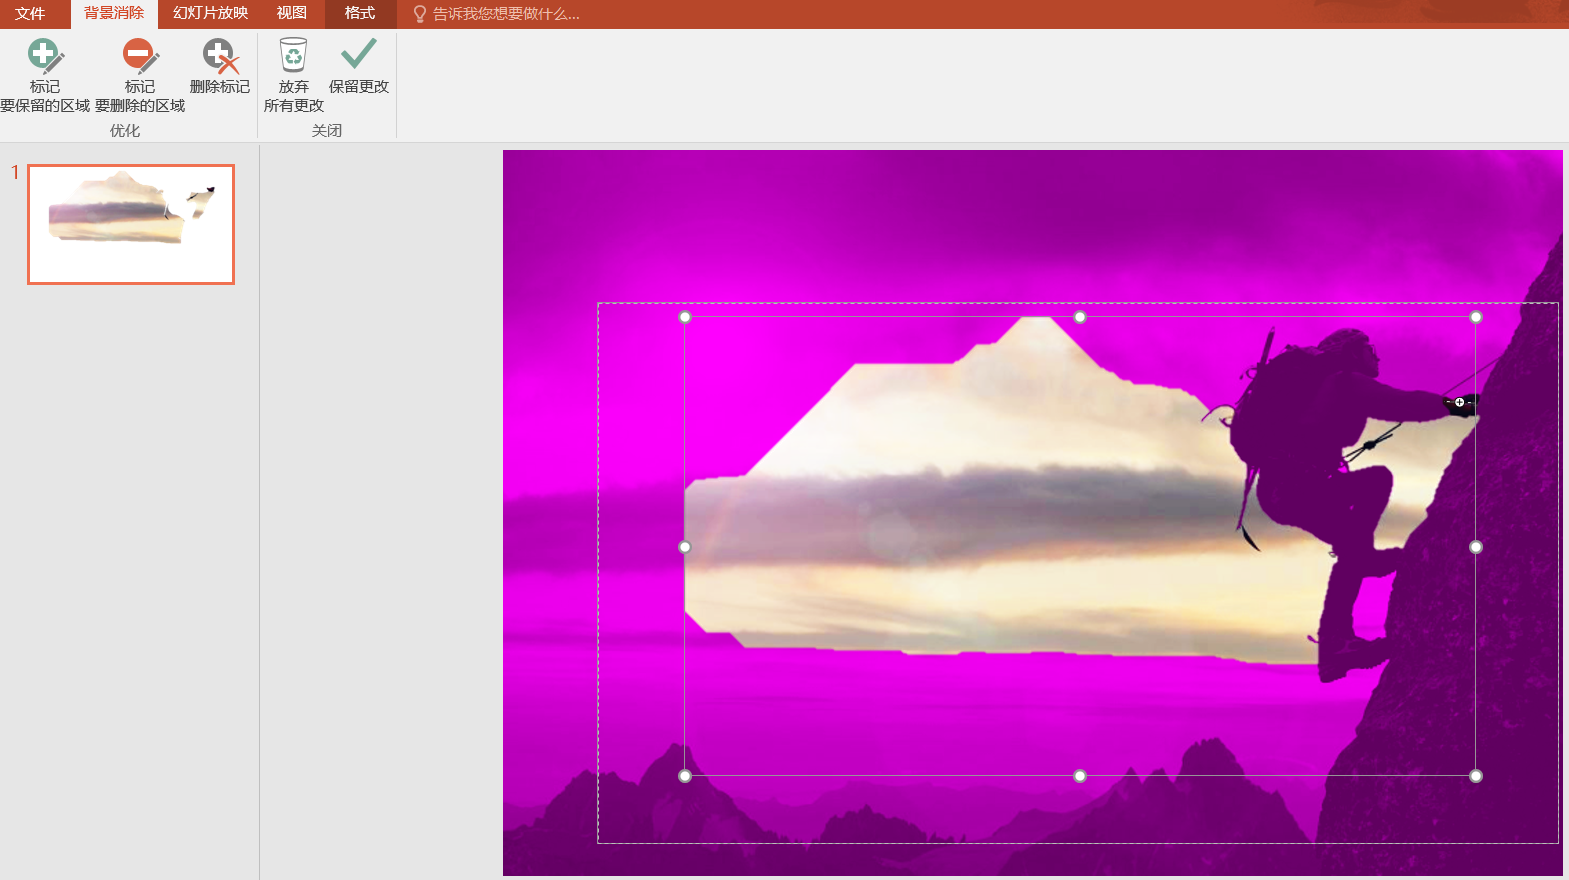 文件 背景消除 幻灯片放映 视图 格式 告诉我您想要做什么...
标记 标记 删除标记 放弃 保留更改
要保留的区域 要删除的区域 所有更改
优化 关闭
1